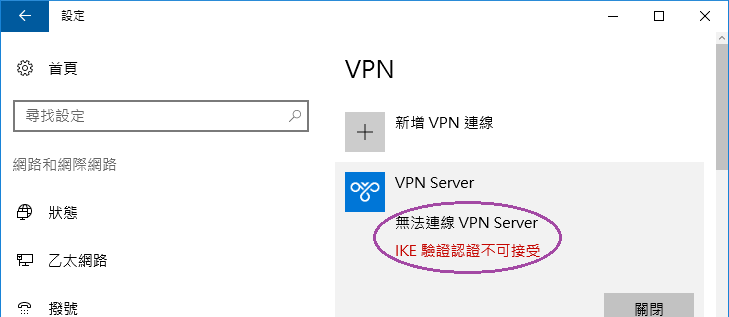 設定
首頁
尋找設定
網路和網際網路
狀態
乙太網路
撥號
VPN
新增 VPN 連線
VPN Server
無法連線 VPN Server
IKE 驗證認證不可接受
關閉